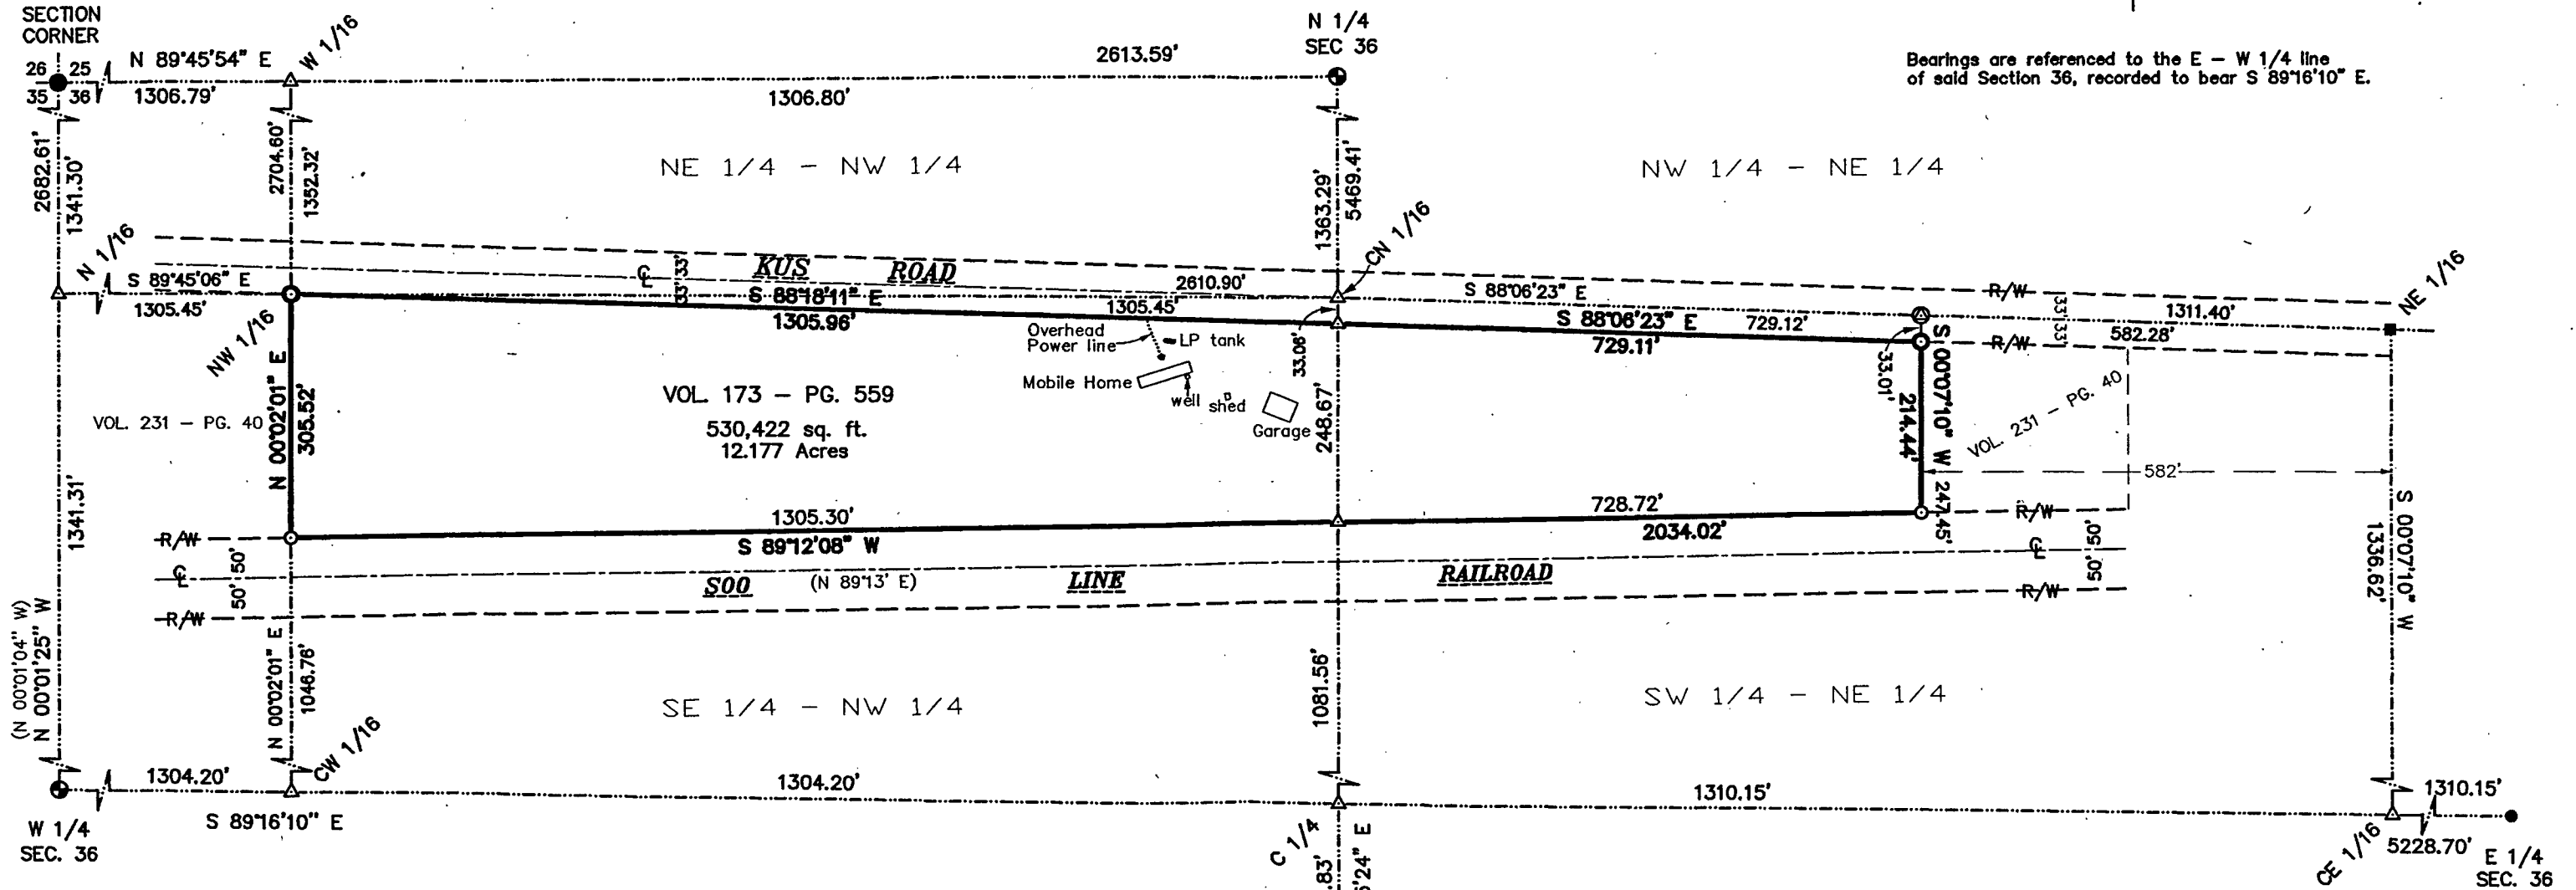 SECTION
CORNER
26 25
35 36
N 89°45'54" E
1306.79'
W 1/16
2613.59'
1306.80'
N 1/4
SEC 36
Bearings are referenced to the E – W 1/4 line
of said Section 36, recorded to bear S 89°16'10" E.
2682.61'
1341.30'
2704.60'
1352.32'
NE 1/4 – NW 1/4
1363.29'
5469.41'
NW 1/4 – NE 1/4
N 1/16
S 89°45'06" E
1305.45'
NW 1/16
℄
33' 33'
KUS ROAD
S 88°18'11" E
1305.96'
2610.90'
1305.45'
CN 1/16
S 88°06'23" E
S 88°06'23" E
729.12'
729.11'
R/W
R/W
33' 33'
1311.40'
582.28'
NE 1/16
Overhead
Power line
LP tank
Mobile Home
well
shed
Garage
33.06'
248.67'
33.01'
S 00°07'10" W
214.44'
247.45'
VOL. 231 – PG. 40
582'
VOL. 231 – PG. 40
N 00°02'01" E
305.52'
VOL. 173 – PG. 559
530,422 sq. ft.
12.177 Acres
1341.31'
1305.30'
S 89°12'08" W
728.72'
2034.02'
R/W
R/W
℄
50' 50'
SOO (N 89°13' E) LINE RAILROAD
℄
50' 50'
R/W
R/W
S 00°07'10" W
1336.62'
(N 00°01'04" W)
N 00°01'25" W
N 00°02'01" E
1046.76'
CW 1/16
SE 1/4 – NW 1/4
1081.56'
SW 1/4 – NE 1/4
1304.20'
1304.20'
1310.15'
1310.15'
S 89°16'10" E
W 1/4
SEC. 36
C 1/4
.83'
'24" E
CE 1/16
5228.70'
E 1/4
SEC. 36